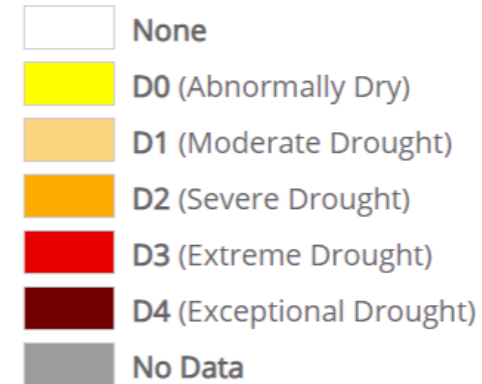 None
D0 (Abnormally Dry)
D1 (Moderate Drought)
D2 (Severe Drought)
D3 (Extreme Drought)
D4 (Exceptional Drought)
No Data